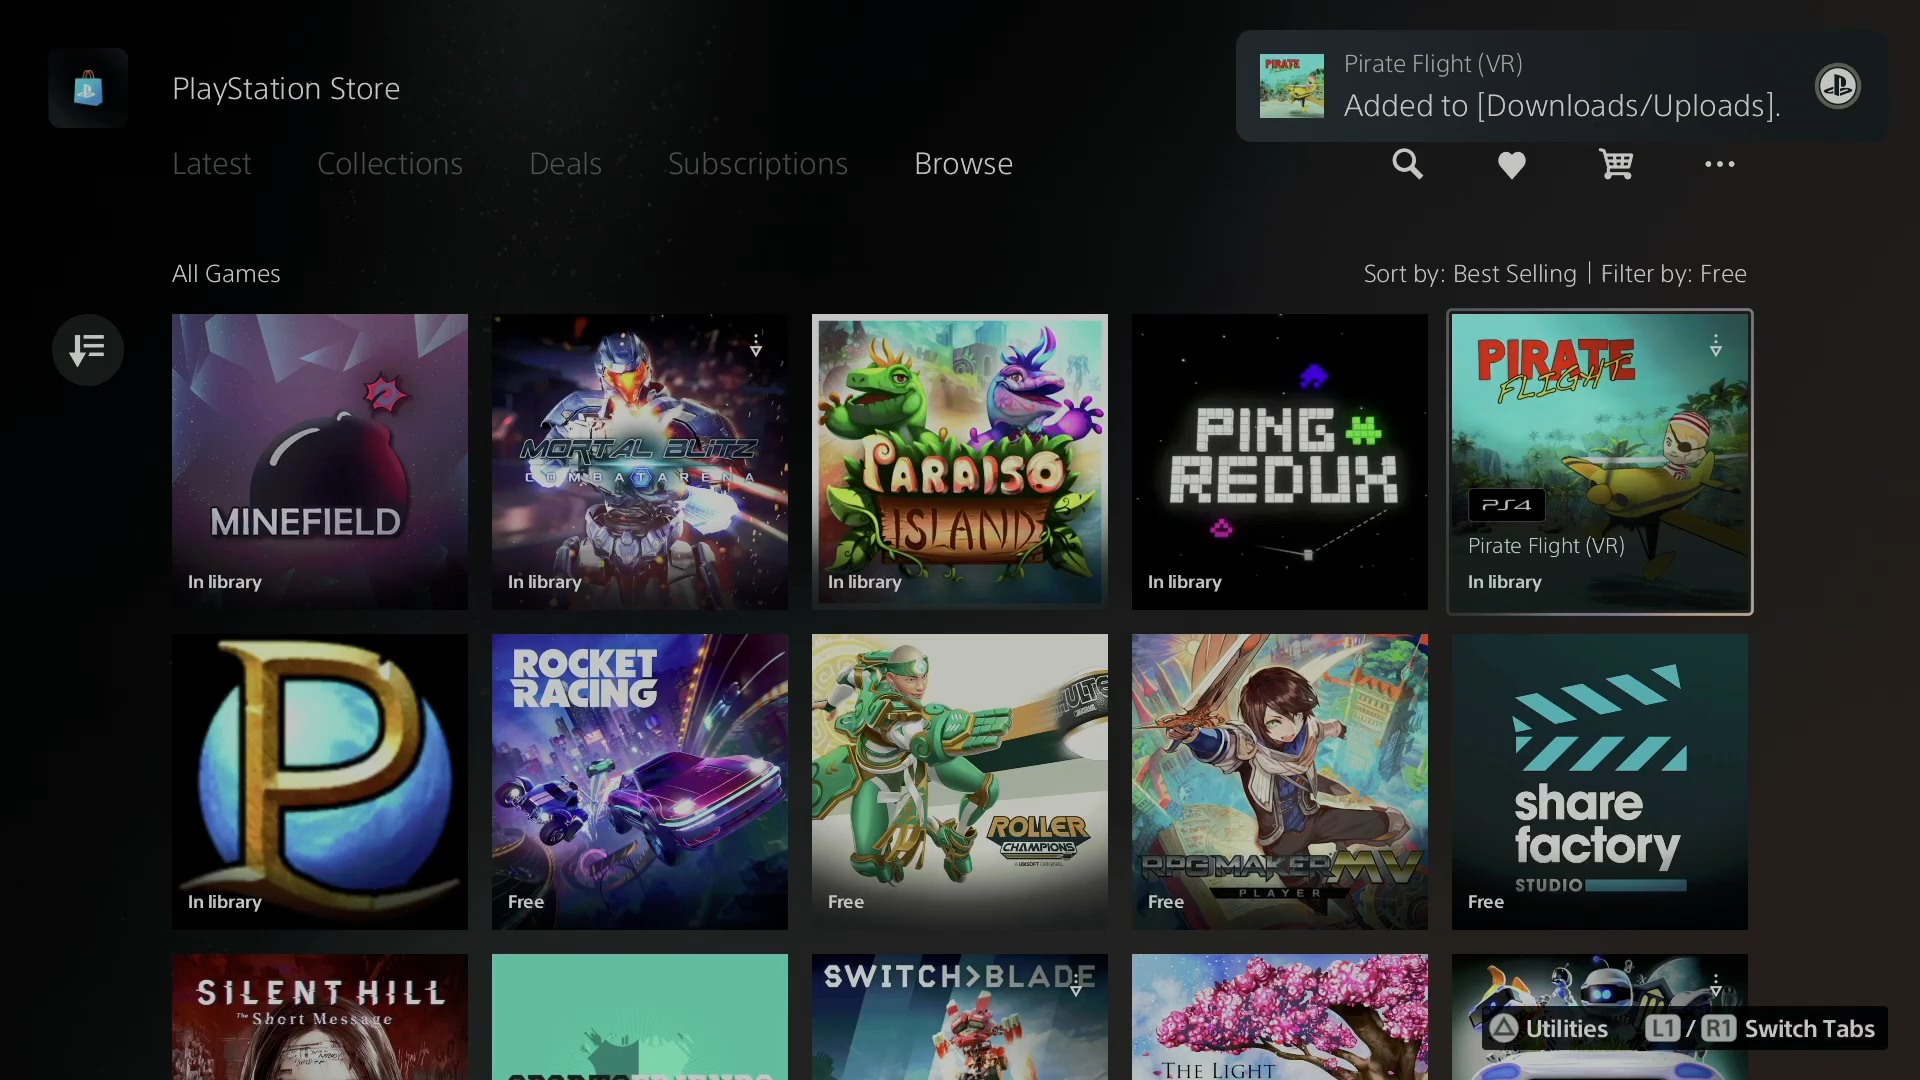 PlayStation Store
Pirate Flight (VR)
Added to [Downloads/Uploads].
Latest
Collections
Deals
Subscriptions
Browse
All Games
Sort by: Best Selling | Filter by: Free
MINEFIELD
In library
MORTAL BLITZ
COMBAT ARENA
In library
PARAISO
ISLAND
In library
PING
REDUX
In library
PIRATE
FLIGHT
PS4
Pirate Flight (VR)
In library
P
In library
ROCKET
RACING
Free
ROLLER
CHAMPIONS
A UBISOFT ORIGINAL
Free
RPG MAKER MV
PLAYER
Free
share
factory
STUDIO
Free
SILENT HILL
The Short Message
SWITCH>BLADE
THE LIGHT
Utilities
L1 / R1 Switch Tabs